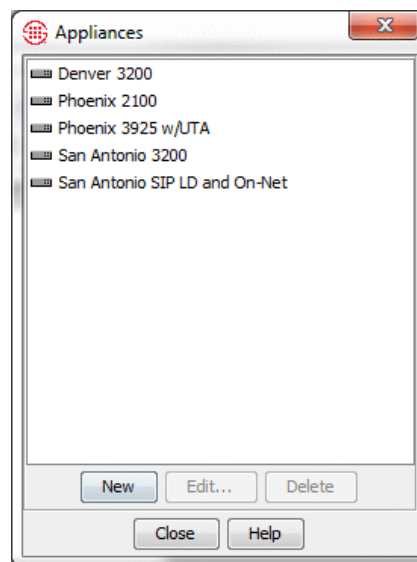 Appliances
Denver 3200
Phoenix 2100
Phoenix 3925 w/UTA
San Antonio 3200
San Antonio SIP LD and On-Net
New Edit... Delete
Close Help